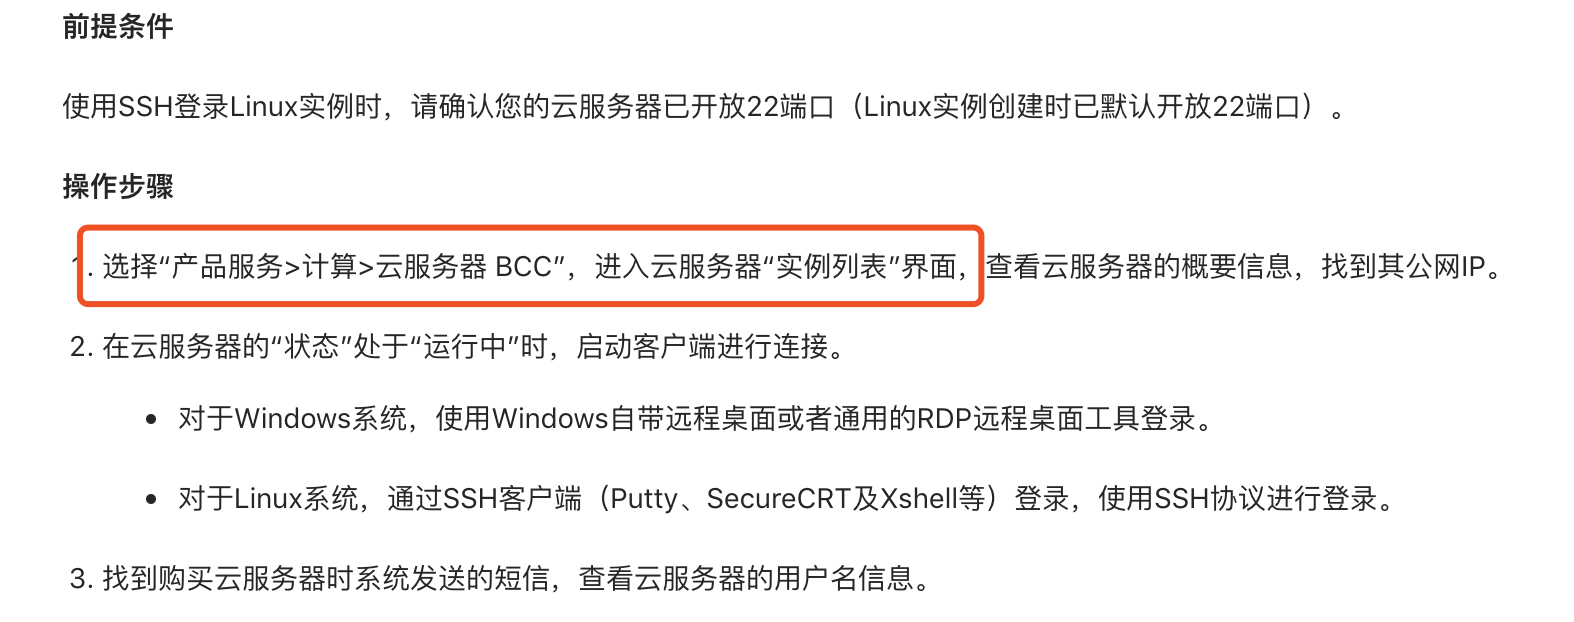 前提条件
使用SSH登录Linux实例时，请确认您的云服务器已开放22端口（Linux实例创建时已默认开放22端口）。
操作步骤
1. 选择“产品服务>计算>云服务器 BCC”，进入云服务器“实例列表”界面，查看云服务器的概要信息，找到其公网IP。
2. 在云服务器的“状态”处于“运行中”时，启动客户端进行连接。
• 对于Windows系统，使用Windows自带远程桌面或者通用的RDP远程桌面工具登录。
• 对于Linux系统，通过SSH客户端（Putty、SecureCRT及Xshell等）登录，使用SSH协议进行登录。
3. 找到购买云服务器时系统发送的短信，查看云服务器的用户名信息。